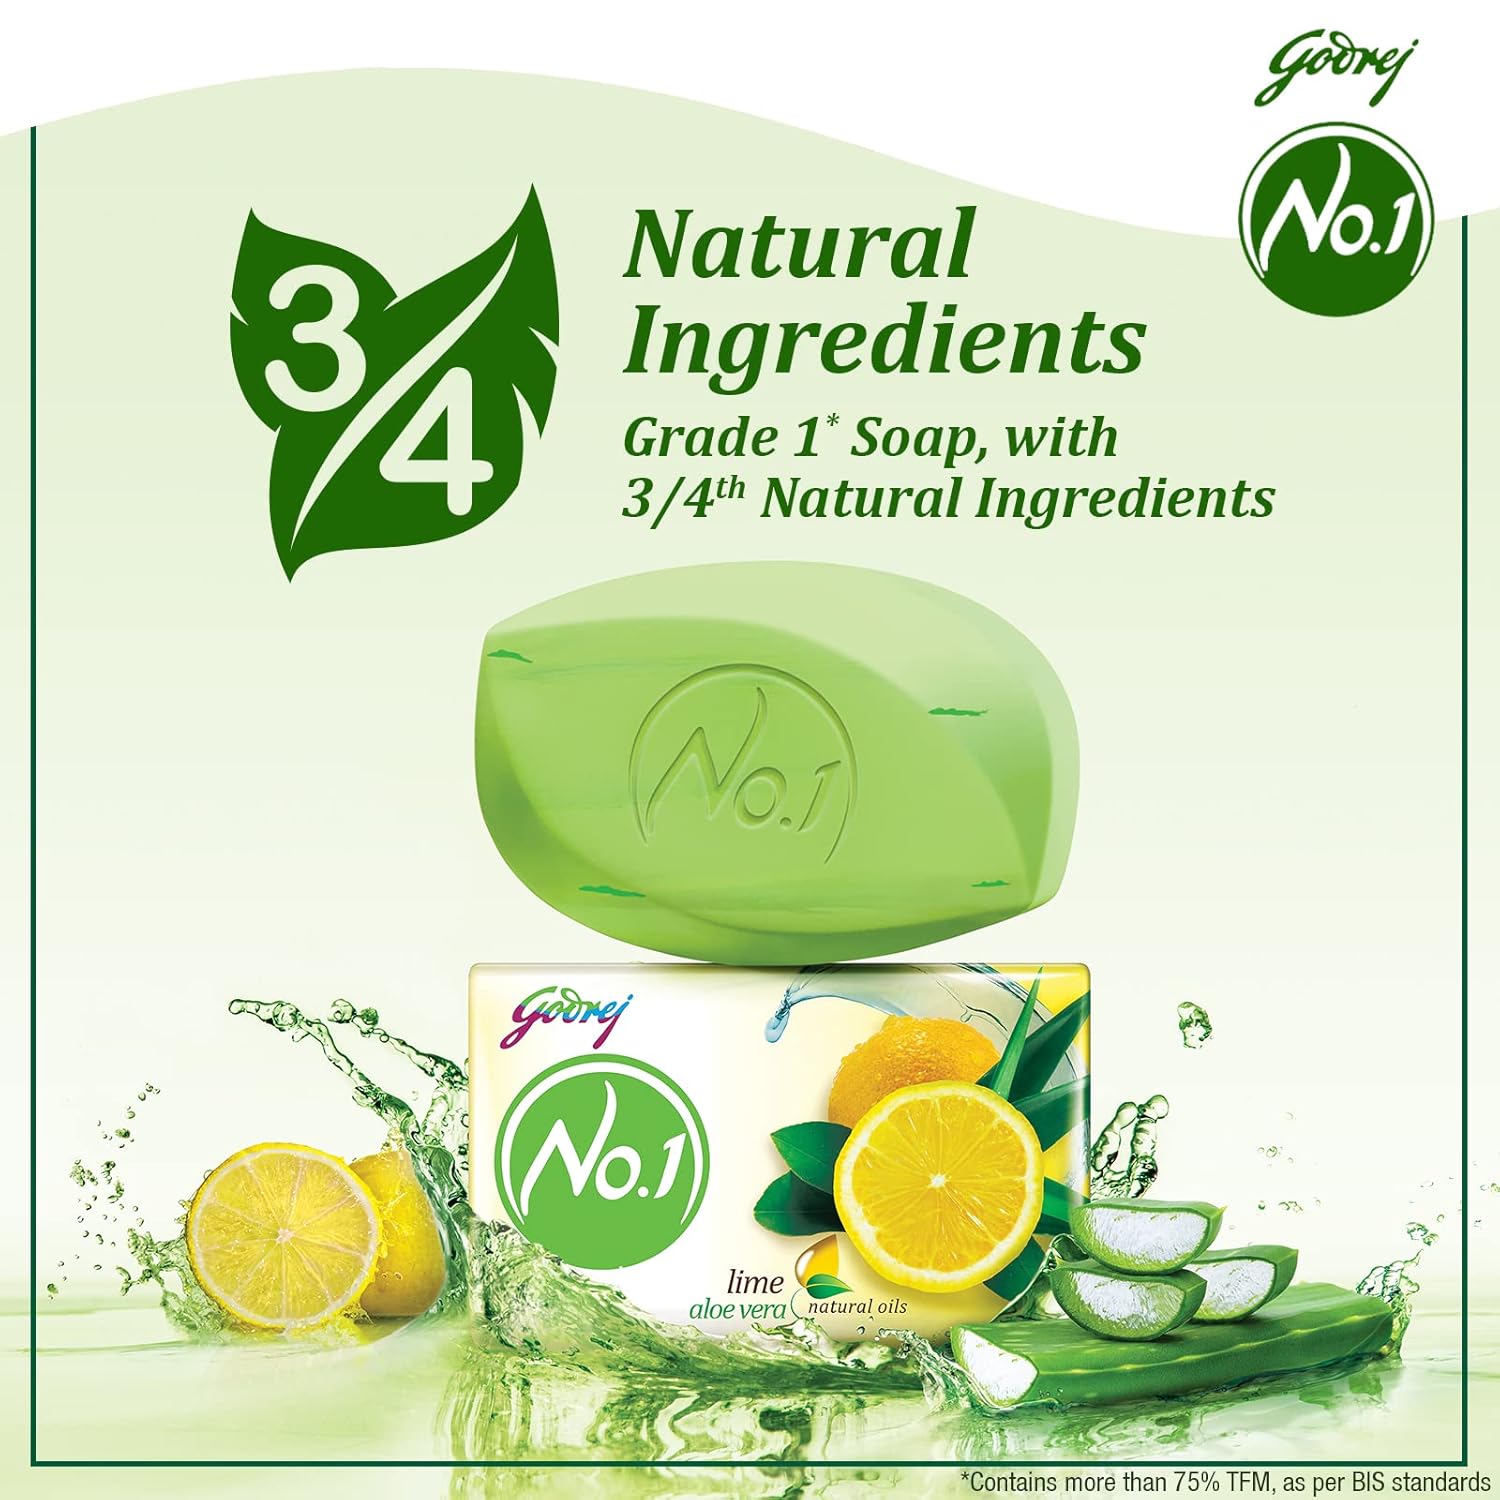 Godrej
No.1
3/4
Natural
Ingredients
Grade 1* Soap, with
3/4th Natural Ingredients
No.1
Godrej
No.1
lime
aloe vera
natural oils
*Contains more than 75% TFM, as per BIS standards